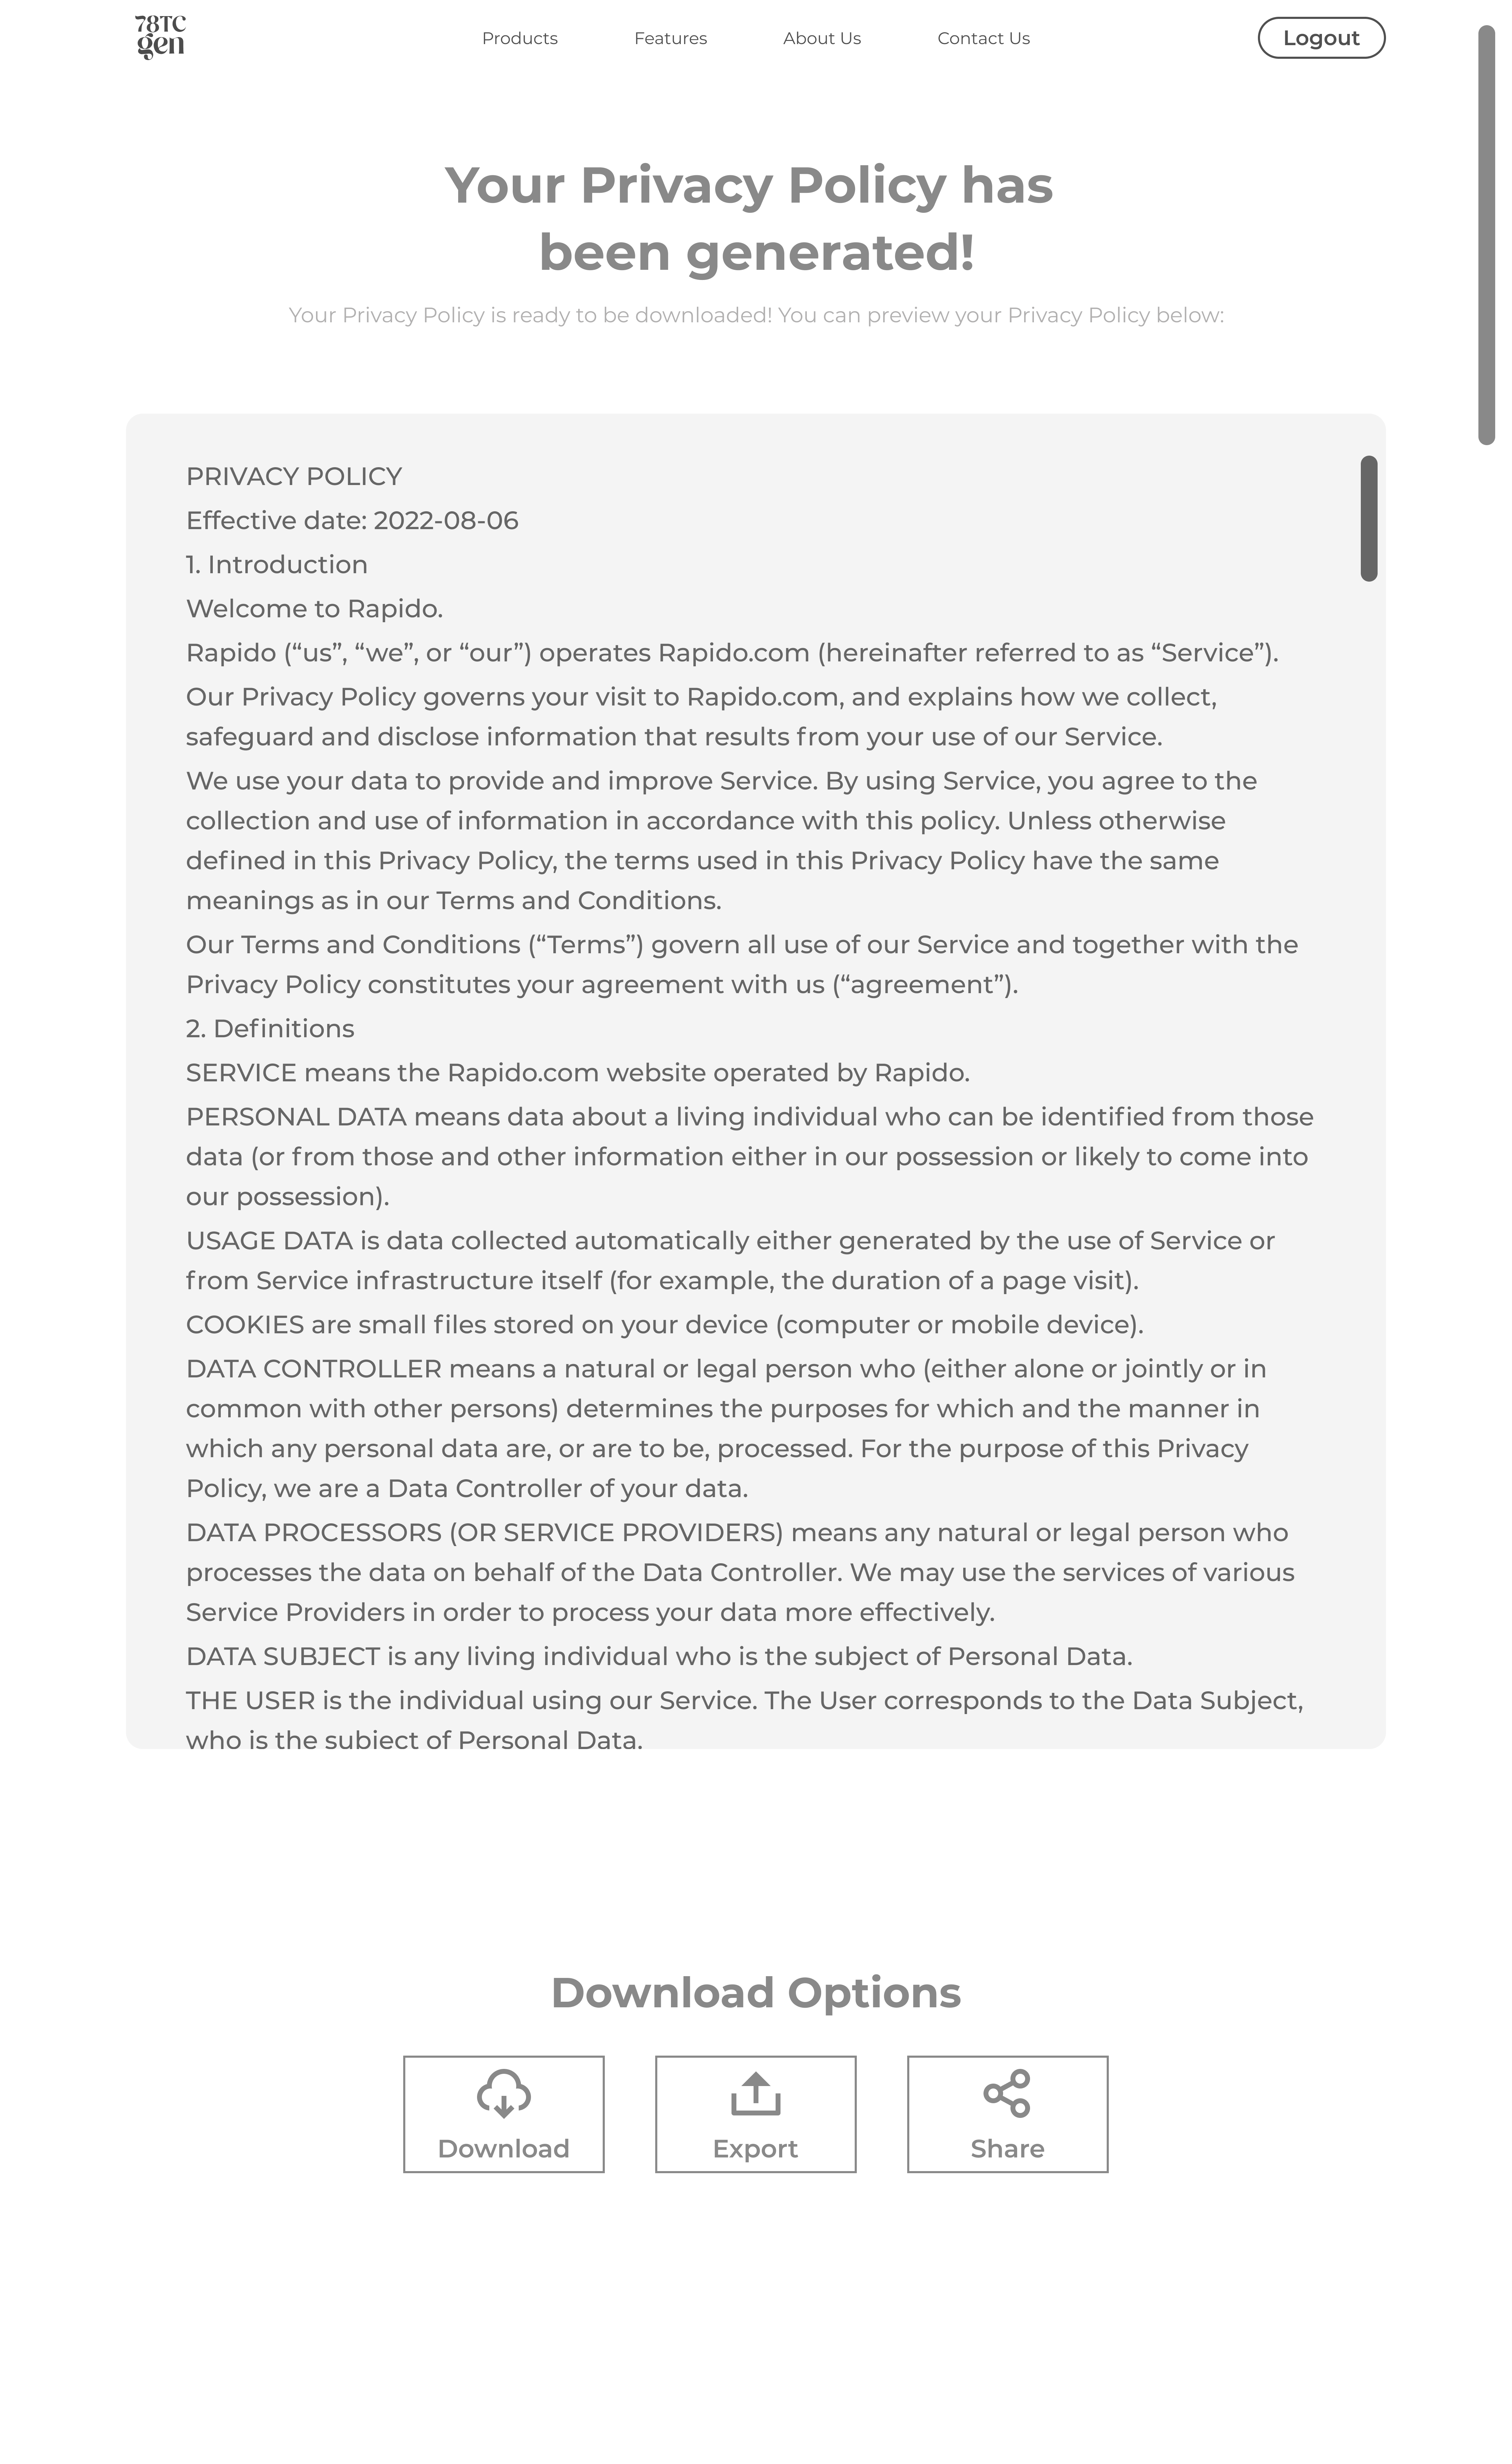 78TC
gen
Products
Features
About Us
Contact Us
Logout
Your Privacy Policy has
been generated!
Your Privacy Policy is ready to be downloaded! You can preview your Privacy Policy below:
PRIVACY POLICY
Effective date: 2022-08-06
1. Introduction
Welcome to Rapido.
Rapido (“us”, “we”, or “our”) operates Rapido.com (hereinafter referred to as “Service”).
Our Privacy Policy governs your visit to Rapido.com, and explains how we collect,
safeguard and disclose information that results from your use of our Service.
We use your data to provide and improve Service. By using Service, you agree to the
collection and use of information in accordance with this policy. Unless otherwise
defined in this Privacy Policy, the terms used in this Privacy Policy have the same
meanings as in our Terms and Conditions.
Our Terms and Conditions (“Terms”) govern all use of our Service and together with the
Privacy Policy constitutes your agreement with us (“agreement”).
2. Definitions
SERVICE means the Rapido.com website operated by Rapido.
PERSONAL DATA means data about a living individual who can be identified from those
data (or from those and other information either in our possession or likely to come into
our possession).
USAGE DATA is data collected automatically either generated by the use of Service or
from Service infrastructure itself (for example, the duration of a page visit).
COOKIES are small files stored on your device (computer or mobile device).
DATA CONTROLLER means a natural or legal person who (either alone or jointly or in
common with other persons) determines the purposes for which and the manner in
which any personal data are, or are to be, processed. For the purpose of this Privacy
Policy, we are a Data Controller of your data.
DATA PROCESSORS (OR SERVICE PROVIDERS) means any natural or legal person who
processes the data on behalf of the Data Controller. We may use the services of various
Service Providers in order to process your data more effectively.
DATA SUBJECT is any living individual who is the subject of Personal Data.
THE USER is the individual using our Service. The User corresponds to the Data Subject,
who is the subject of Personal Data.
Download Options
Download
Export
Share